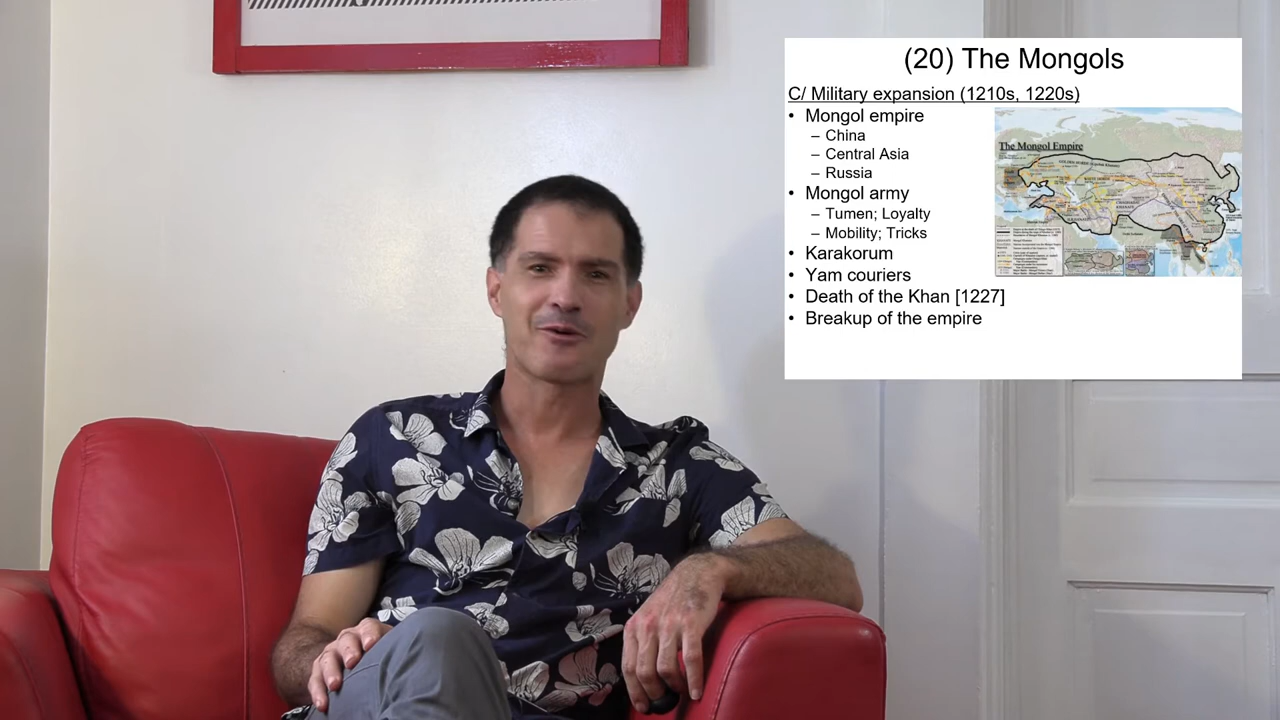 (20) The Mongols
C/ Military expansion (1210s, 1220s)
• Mongol empire
– China
– Central Asia
– Russia
• Mongol army
– Tumen; Loyalty
– Mobility; Tricks
• Karakorum
• Yam couriers
• Death of the Khan [1227]
• Breakup of the empire
The Mongol Empire